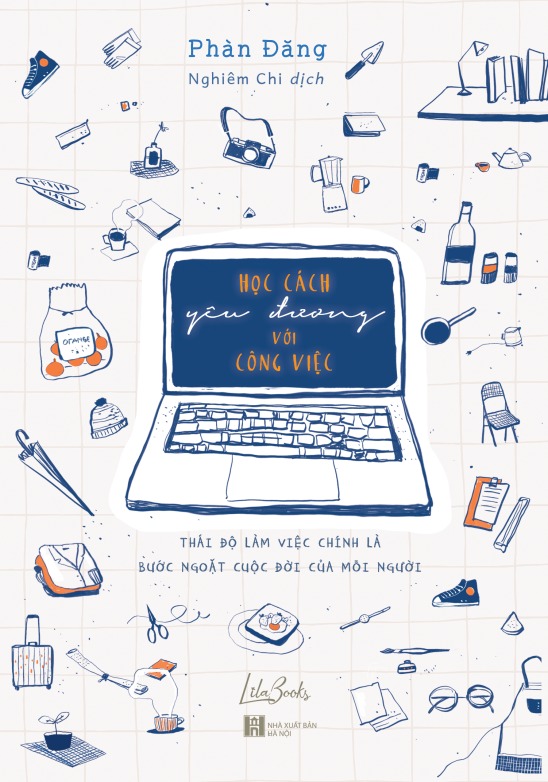 Phàn Đăng
Nghiêm Chi dịch
HỌC CÁCH
yêu đương
VỚI
CÔNG VIỆC
ORANGE
THÁI ĐỘ LÀM VIỆC CHÍNH LÀ
BƯỚC NGOẶT CUỘC ĐỜI CỦA MỖI NGƯỜI
LilaBooks
NHÀ XUẤT BẢN
HÀ NỘI